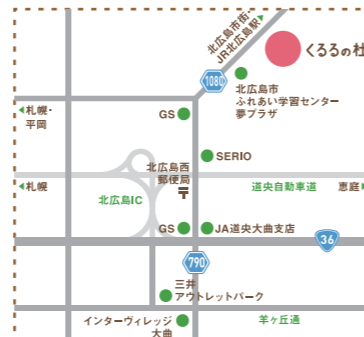 北広島市街・
JR北広島駅
くるるの杜
1080
北広島市
ふれあい学習センター
夢プラザ
札幌・
平岡
GS
SERIO
北広島西
郵便局
札幌
北広島IC
道央自動車道
恵庭
GS
JA道央大曲支店
36
790
三井
アウトレットパーク
インターヴィレッジ
大曲
羊ヶ丘通